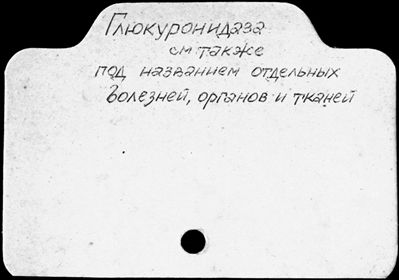 Глюкуронидаза
см также
под названием отдельных
болезней, органов и тканей